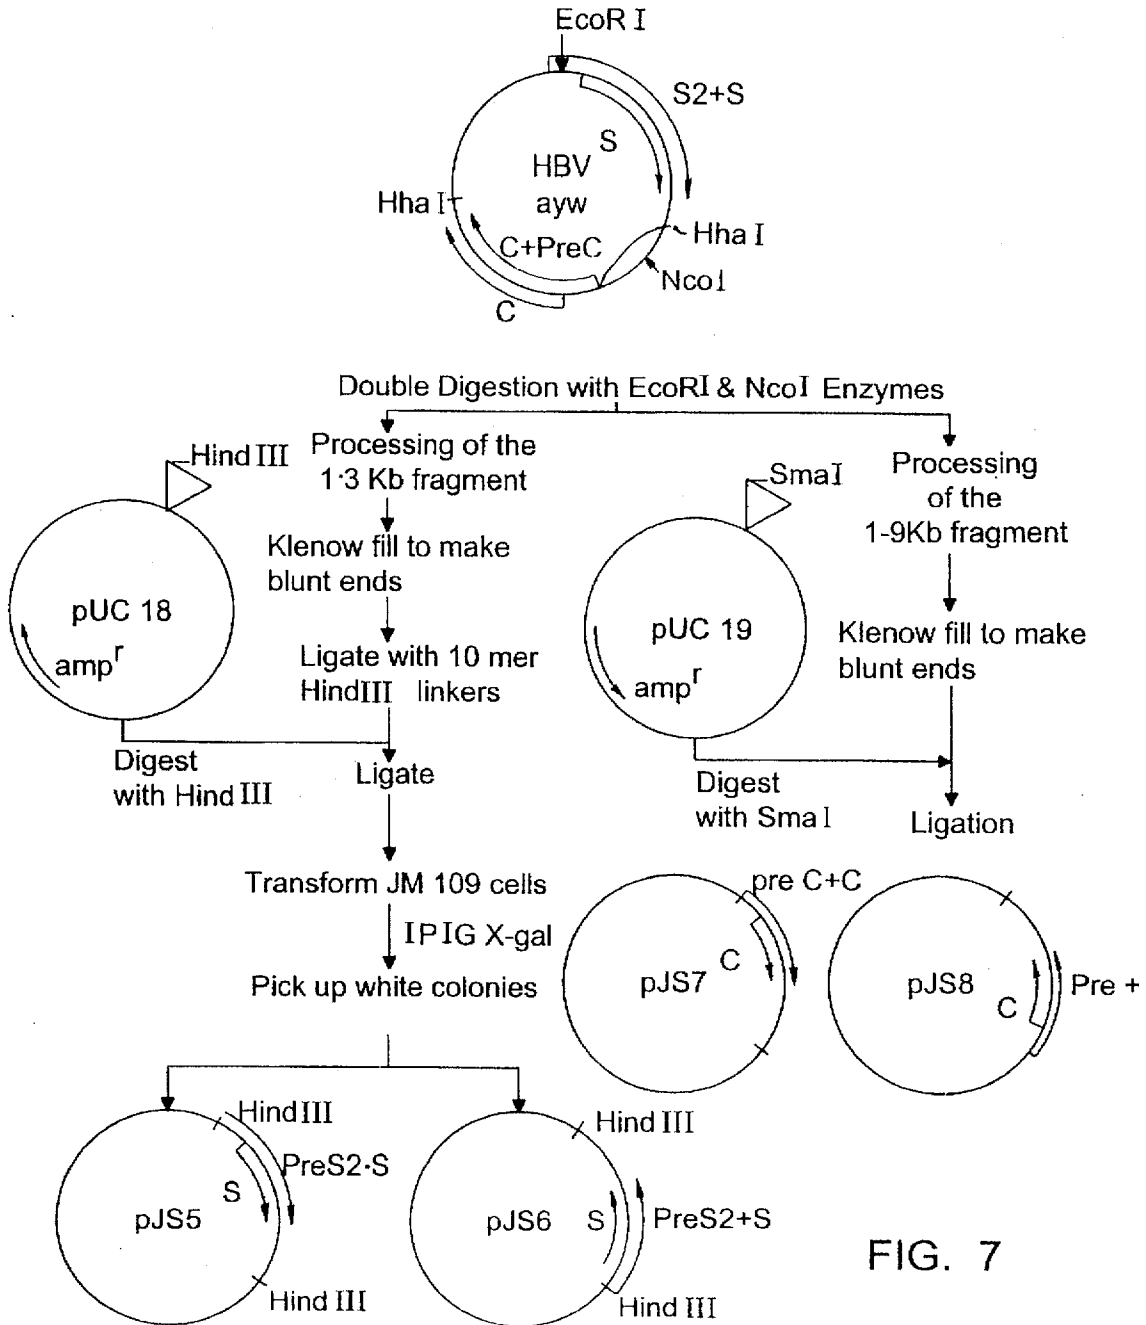 EcoR I
S2+S
S
HBV
ayw
Hha I
C+PreC
Hha I
NcoI
C
Double Digestion with EcoRI & NcoI Enzymes
Hind III
Processing of the
1·3 Kb fragment
Klenow fill to make
blunt ends
pUC 18
amp^r
Ligate with 10 mer
HindIII linkers
Digest
with Hind III
Ligate
SmaI
Processing
of the
1-9Kb fragment
pUC 19
amp^r
Klenow fill to make
blunt ends
Digest
with Sma I
Ligation
Transform JM 109 cells
IPIG X-gal
Pick up white colonies
pre C+C
C
pJS7
pJS8
C
Pre +
Hind III
PreS2·S
S
pJS5
Hind III
Hind III
pJS6
S
PreS2+S
Hind III
FIG. 7